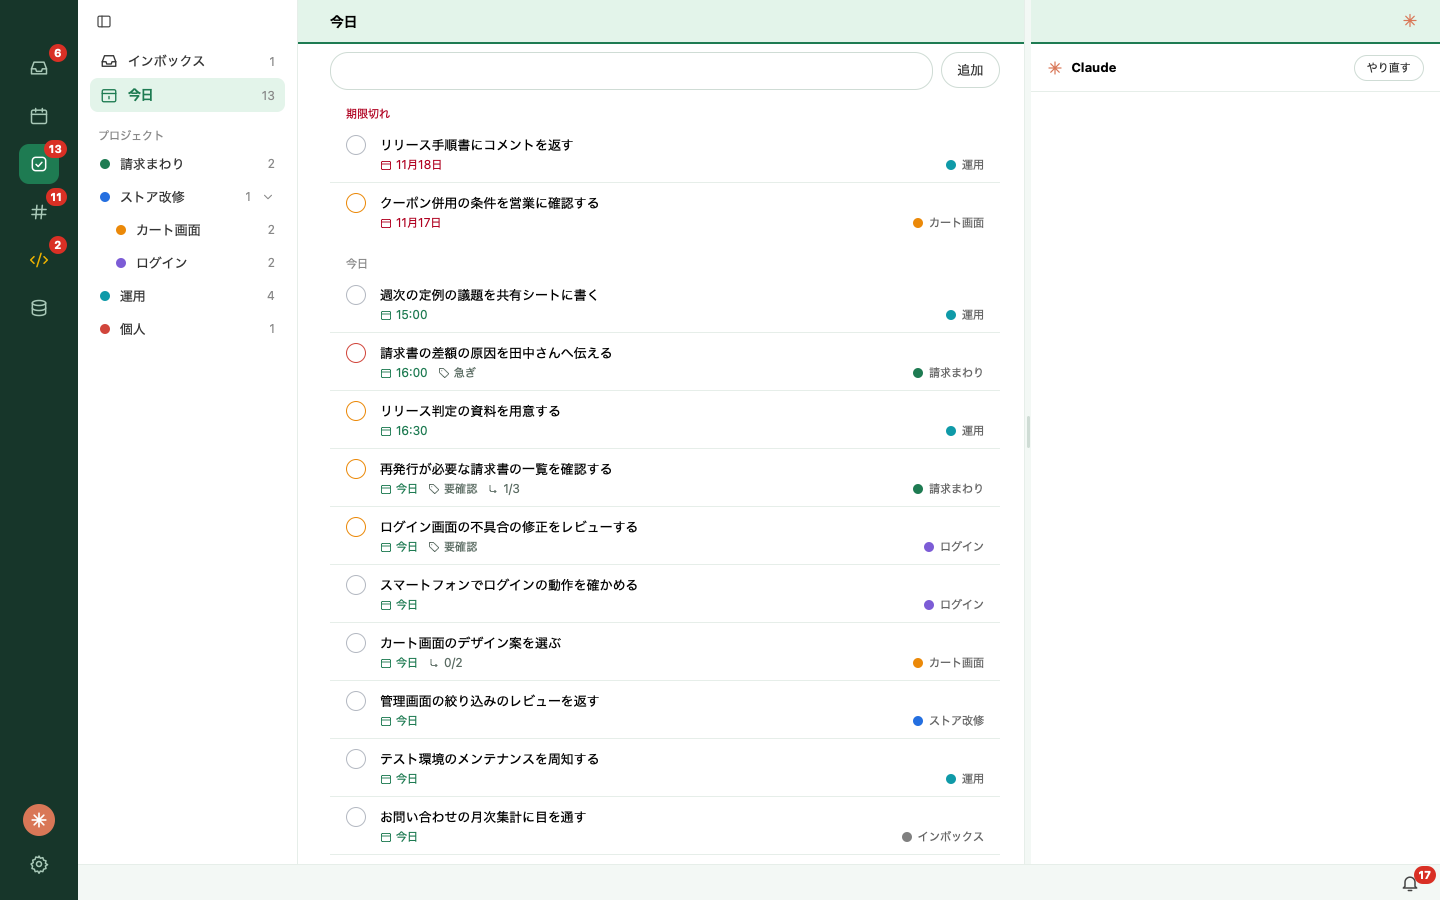 6
13
11
2
インボックス 1
今日 13
プロジェクト
請求まわり 2
ストア改修 1
カート画面 2
ログイン 2
運用 4
個人 1
今日
追加
期限切れ
リリース手順書にコメントを返す
11月18日 運用
クーポン併用の条件を営業に確認する
11月17日 カート画面
今日
週次の定例の議題を共有シートに書く
15:00 運用
請求書の差額の原因を田中さんへ伝える
16:00 急ぎ 請求まわり
リリース判定の資料を用意する
16:30 運用
再発行が必要な請求書の一覧を確認する
今日 要確認 1/3 請求まわり
ログイン画面の不具合の修正をレビューする
今日 要確認 ログイン
スマートフォンでログインの動作を確かめる
今日 ログイン
カート画面のデザイン案を選ぶ
今日 0/2 カート画面
管理画面の絞り込みのレビューを返す
今日 ストア改修
テスト環境のメンテナンスを周知する
今日 運用
お問い合わせの月次集計に目を通す
今日 インボックス
Claude やり直す
17